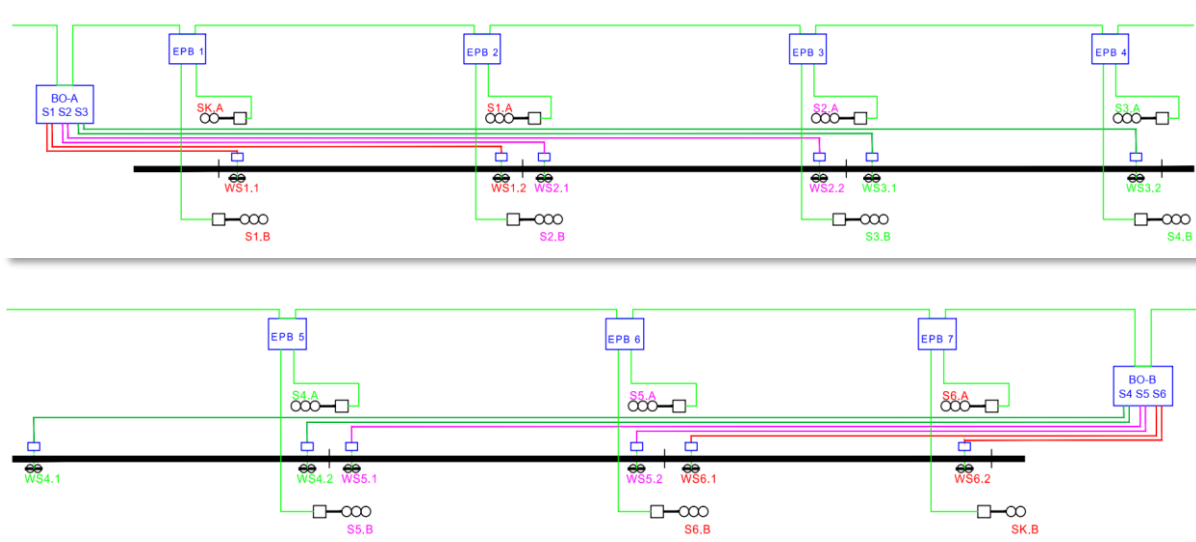 EPB 1
EPB 2
EPB 3
EPB 4
BO-A
S1 S2 S3
SK.A
S1.A
S2.A
S3.A
WS1.1
WS1.2
WS2.1
WS2.2
WS3.1
WS3.2
S1.B
S2.B
S3.B
S4.B
EPB 5
EPB 6
EPB 7
BO-B
S4 S5 S6
S4.A
S5.A
S6.A
WS4.1
WS4.2
WS5.1
WS5.2
WS6.1
WS6.2
S5.B
S6.B
SK.B